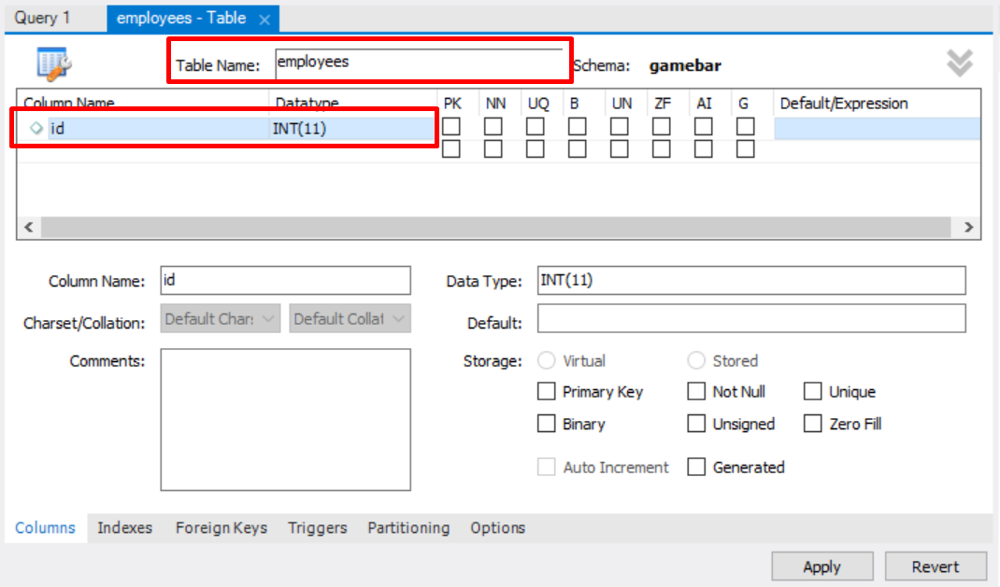 Query 1 employees - Table ×
Table Name: employees Schema: gamebar
Column Name Datatype PK NN UQ B UN ZF AI G Default/Expression
id INT(11)
Column Name: id Data Type: INT(11)
Charset/Collation: Default Chars Default Collat Default:
Comments: Storage: Virtual Stored
Primary Key Not Null Unique
Binary Unsigned Zero Fill
Auto Increment Generated
Columns Indexes Foreign Keys Triggers Partitioning Options
Apply Revert